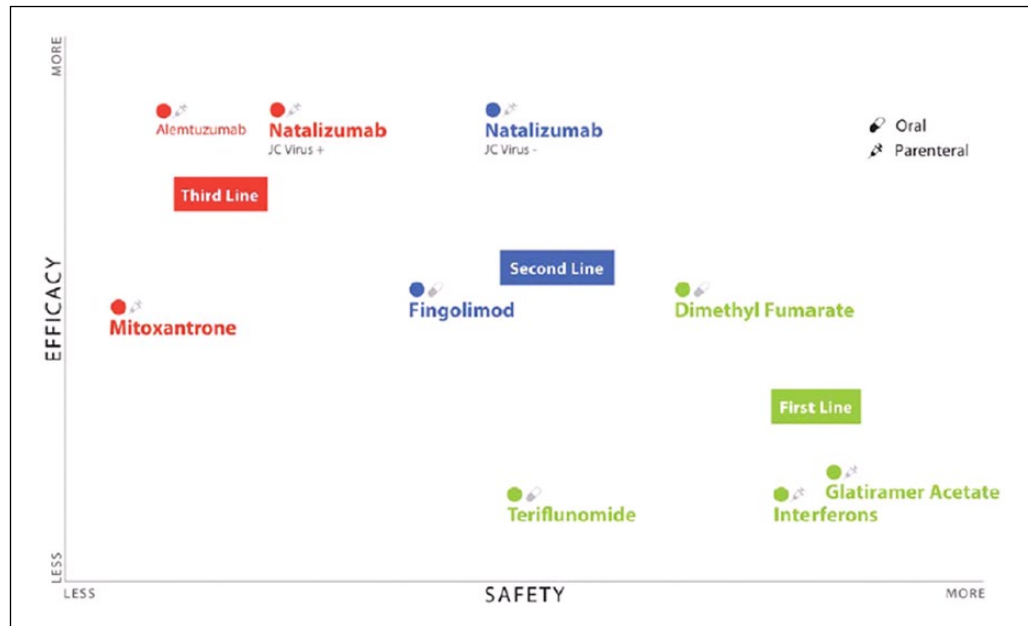 MORE
Alemtuzumab
Natalizumab
JC Virus +
Natalizumab
JC Virus -
Oral
Parenteral
Third Line
EFFICACY
Second Line
Mitoxantrone
Fingolimod
Dimethyl Fumarate
First Line
Teriflunomide
Glatiramer Acetate
Interferons
LESS
LESS
SAFETY
MORE